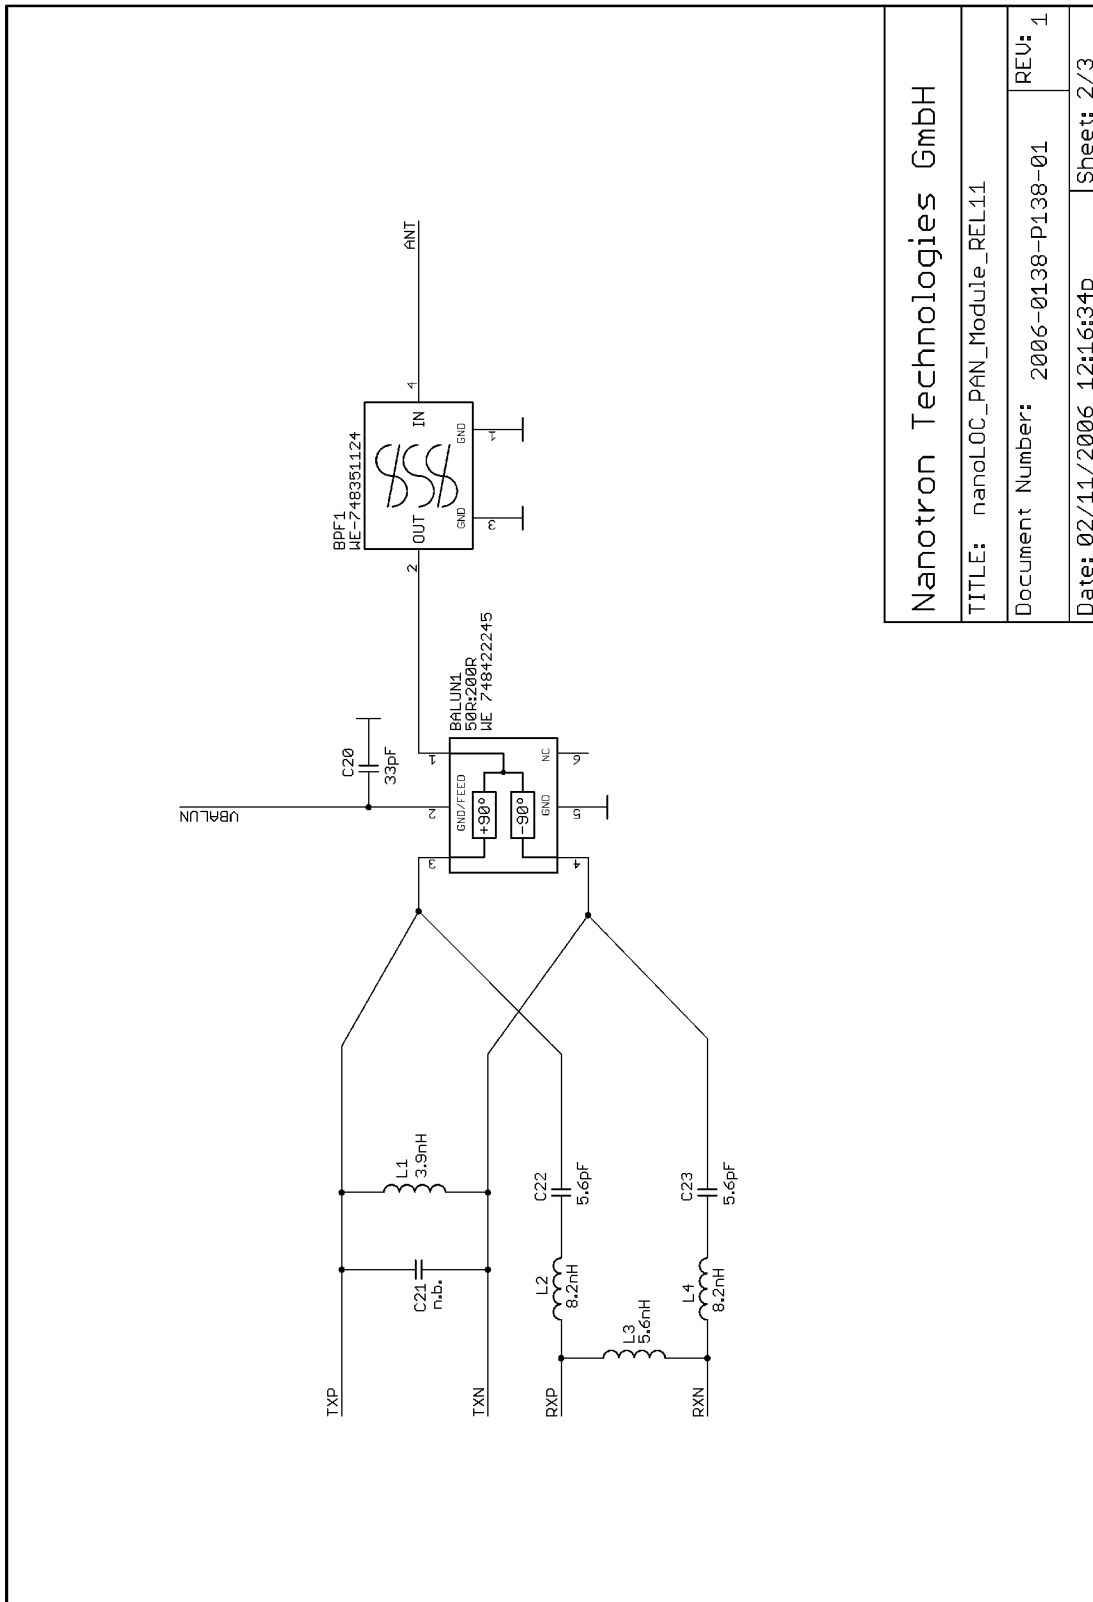 TXP
TXN
RXP
RXN
C21
n.b.
L1
3.9nH
L2
8.2nH
L3
5.6nH
L4
8.2nH
C22
5.6pF
C23
5.6pF
VBALUN
C20
33pF
BALUN1
50R:200R
WE 748422245
3
2
1
GND/FEED
+90°
-90°
GND
NC
4
5
6
BPF1
WE-748351124
2
OUT
IN
4
GND
GND
3
1
ANT
Nanotron Technologies GmbH
TITLE: nanoLOC_PAN_Module_REL11
Document Number:
2006-0138-P138-01
REV: 1
Date: 02/11/2006 12:16:34p
Sheet: 2/3